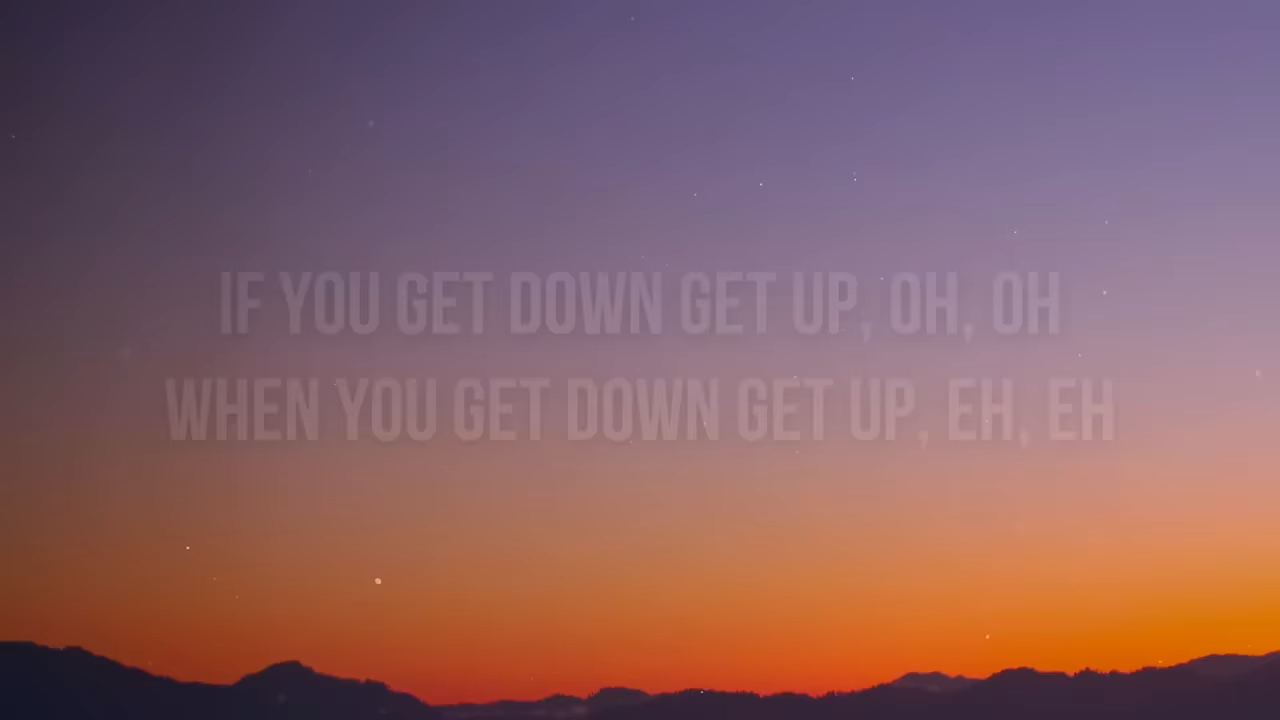 IF YOU GET DOWN GET UP, OH, OH
WHEN YOU GET DOWN GET UP, EH, EH